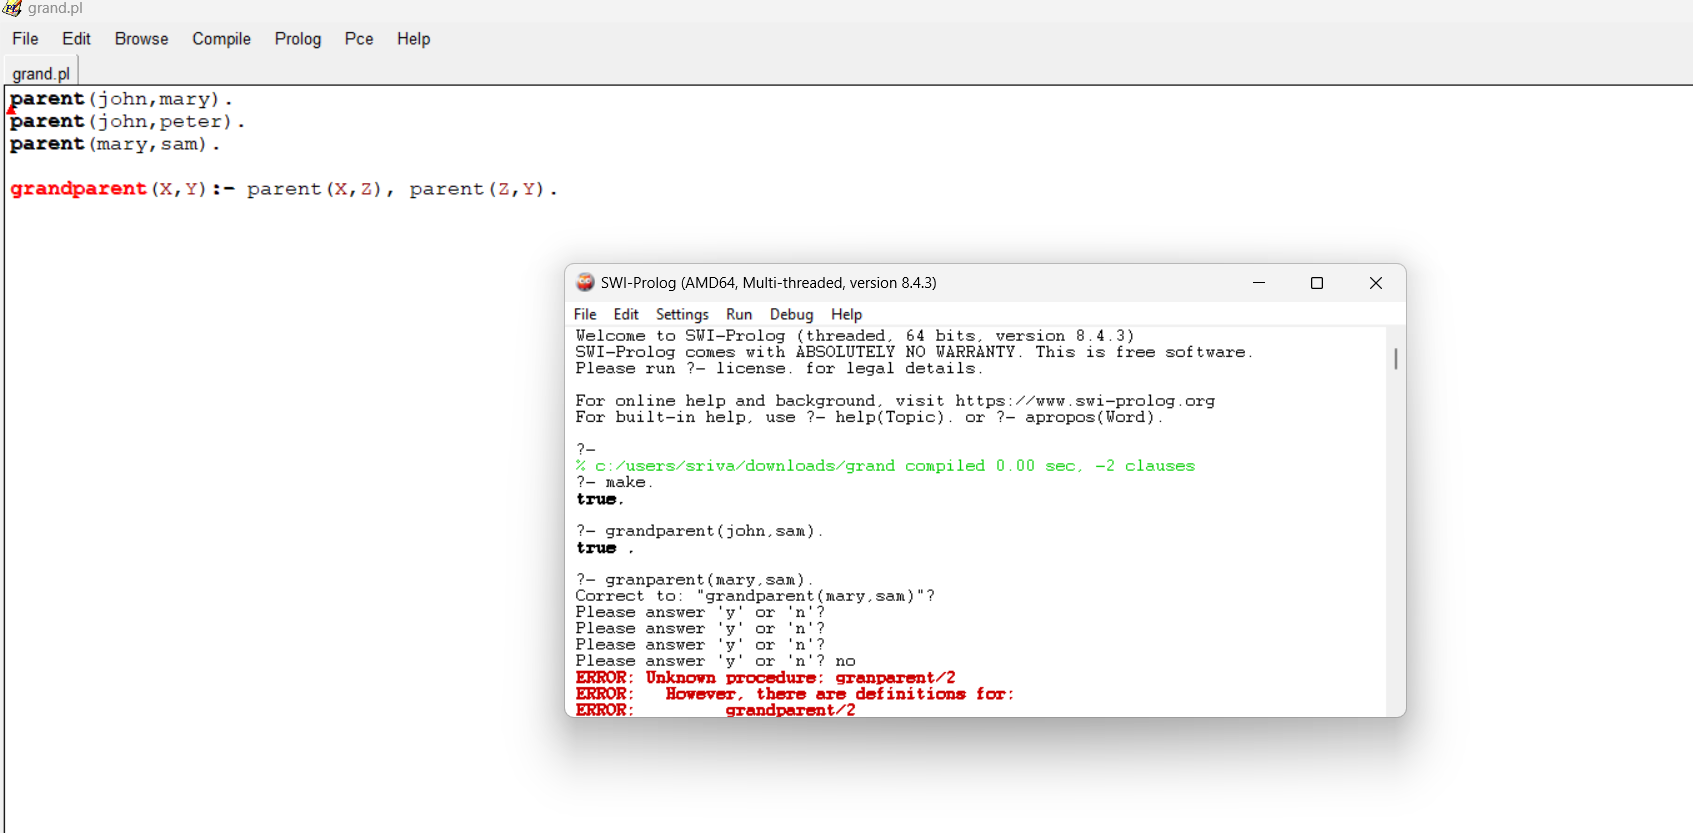 grand.pl
File Edit Browse Compile Prolog Pce Help
grand.pl
parent(john,mary).
parent(john,peter).
parent(mary,sam).
grandparent(X,Y):- parent(X,Z), parent(Z,Y).
SWI-Prolog (AMD64, Multi-threaded, version 8.4.3)
File Edit Settings Run Debug Help
Welcome to SWI-Prolog (threaded, 64 bits, version 8.4.3)
SWI-Prolog comes with ABSOLUTELY NO WARRANTY. This is free software.
Please run ?- license. for legal details.
For online help and background, visit https://www.swi-prolog.org
For built-in help, use ?- help(Topic). or ?- apropos(Word).
?-
% c:/users/sriva/downloads/grand compiled 0.00 sec, -2 clauses
?- make.
true.
?- grandparent(john,sam).
true .
?- granparent(mary,sam).
Correct to: "grandparent(mary,sam)"?
Please answer 'y' or 'n'?
Please answer 'y' or 'n'?
Please answer 'y' or 'n'?
Please answer 'y' or 'n'? no
ERROR: Unknown procedure: granparent/2
ERROR:   However, there are definitions for:
ERROR:         grandparent/2